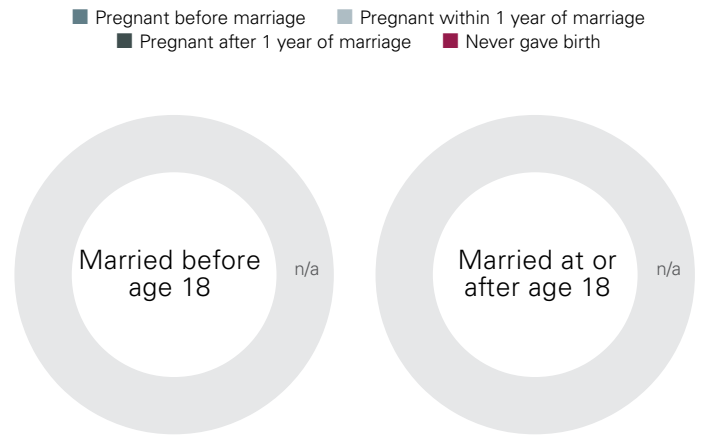 Pregnant before marriage Pregnant within 1 year of marriage
Pregnant after 1 year of marriage Never gave birth
Married before
age 18
n/a
Married at or
after age 18
n/a